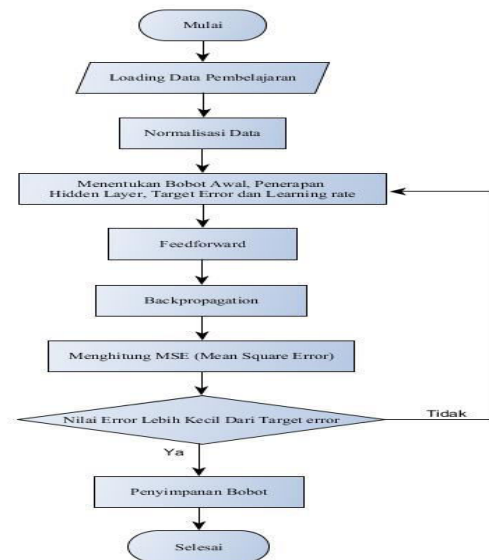 Mulai
Loading Data Pembelajaran
Normalisasi Data
Menentukan Bobot Awal, Penerapan
Hidden Layer, Target Error dan Learning rate
Feedforward
Backpropagation
Menghitung MSE (Mean Square Error)
Nilai Error Lebih Kecil Dari Target error
Tidak
Ya
Penyimpanan Bobot
Selesai